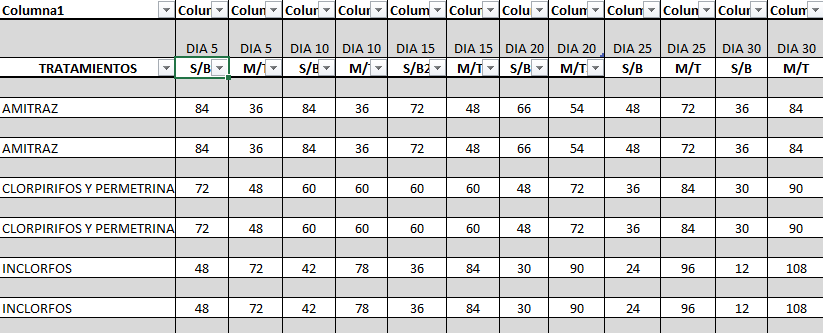 Columna1 Colum Colum Colum Colum Colum Colum Colum Colum Colum Colum Colum Colum
DIA 5 DIA 5 DIA 10 DIA 10 DIA 15 DIA 15 DIA 20 DIA 20 DIA 25 DIA 25 DIA 30 DIA 30
TRATAMIENTOS S/B M/T S/B M/T S/B2 M/T S/B M/T S/B M/T S/B M/T
AMITRAZ 84 36 84 36 72 48 66 54 48 72 36 84
AMITRAZ 84 36 84 36 72 48 66 54 48 72 36 84
CLORPIRIFOS Y PERMETRINA 72 48 60 60 60 60 48 72 36 84 30 90
CLORPIRIFOS Y PERMETRINA 72 48 60 60 60 60 48 72 36 84 30 90
INCLORFOS 48 72 42 78 36 84 30 90 24 96 12 108
INCLORFOS 48 72 42 78 36 84 30 90 24 96 12 108